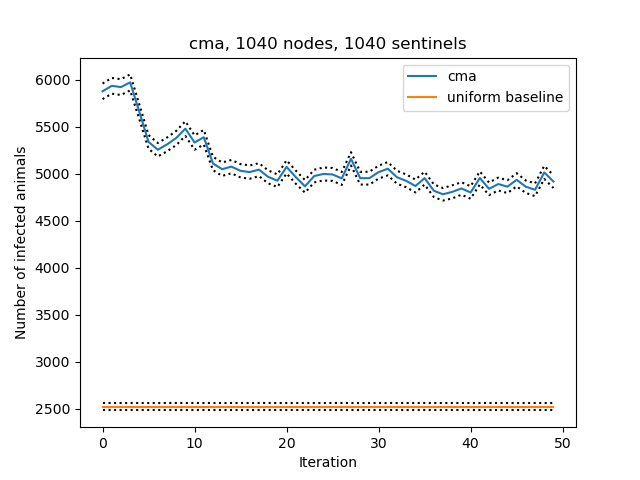 cma, 1040 nodes, 1040 sentinels
cma
uniform baseline
Number of infected animals
6000
5500
5000
4500
4000
3500
3000
2500
0 10 20 30 40 50
Iteration